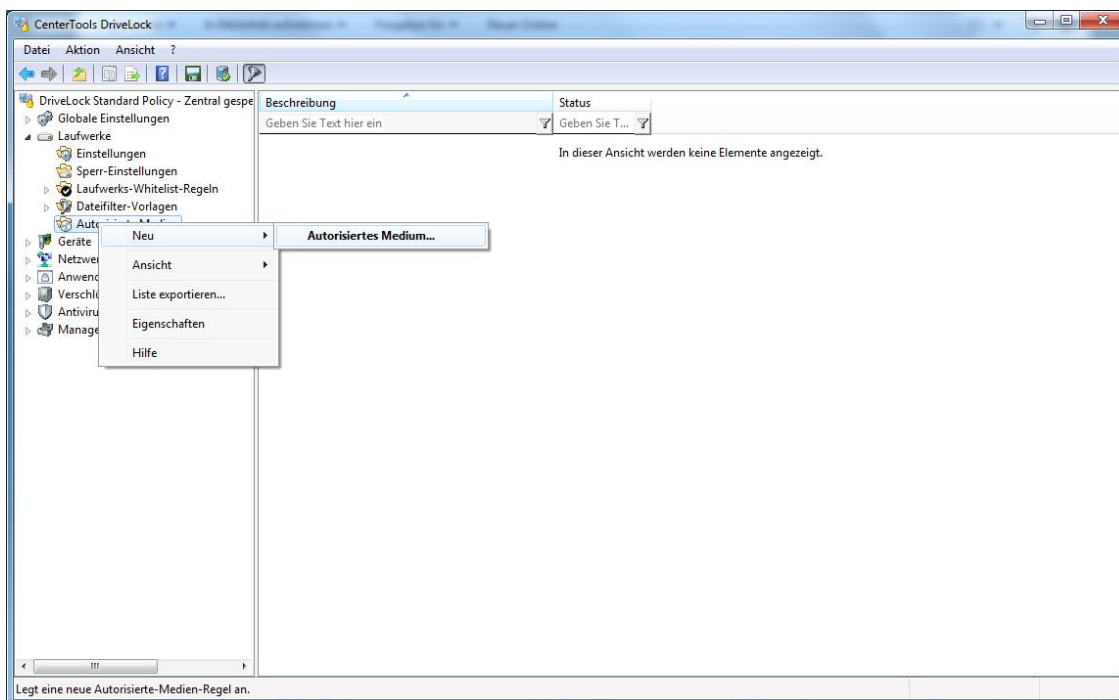 CenterTools DriveLock
Datei Aktion Ansicht ?
DriveLock Standard Policy - Zentral gespe
Globale Einstellungen
Laufwerke
Einstellungen
Sperr-Einstellungen
Laufwerks-Whitelist-Regeln
Dateifilter-Vorlagen
Geräte
Netzwer
Anwend
Verschlü
Antiviru
Manage
Neu
Ansicht
Liste exportieren...
Eigenschaften
Hilfe
Autorisiertes Medium...
Beschreibung Status
Geben Sie Text hier ein Geben Sie T...
In dieser Ansicht werden keine Elemente angezeigt.
Legt eine neue Autorisierte-Medien-Regel an.